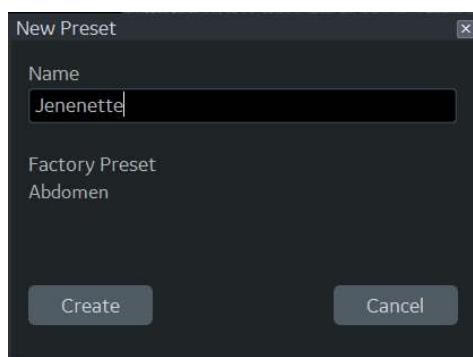 New Preset
Name
Jenenette
Factory Preset
Abdomen
Create Cancel